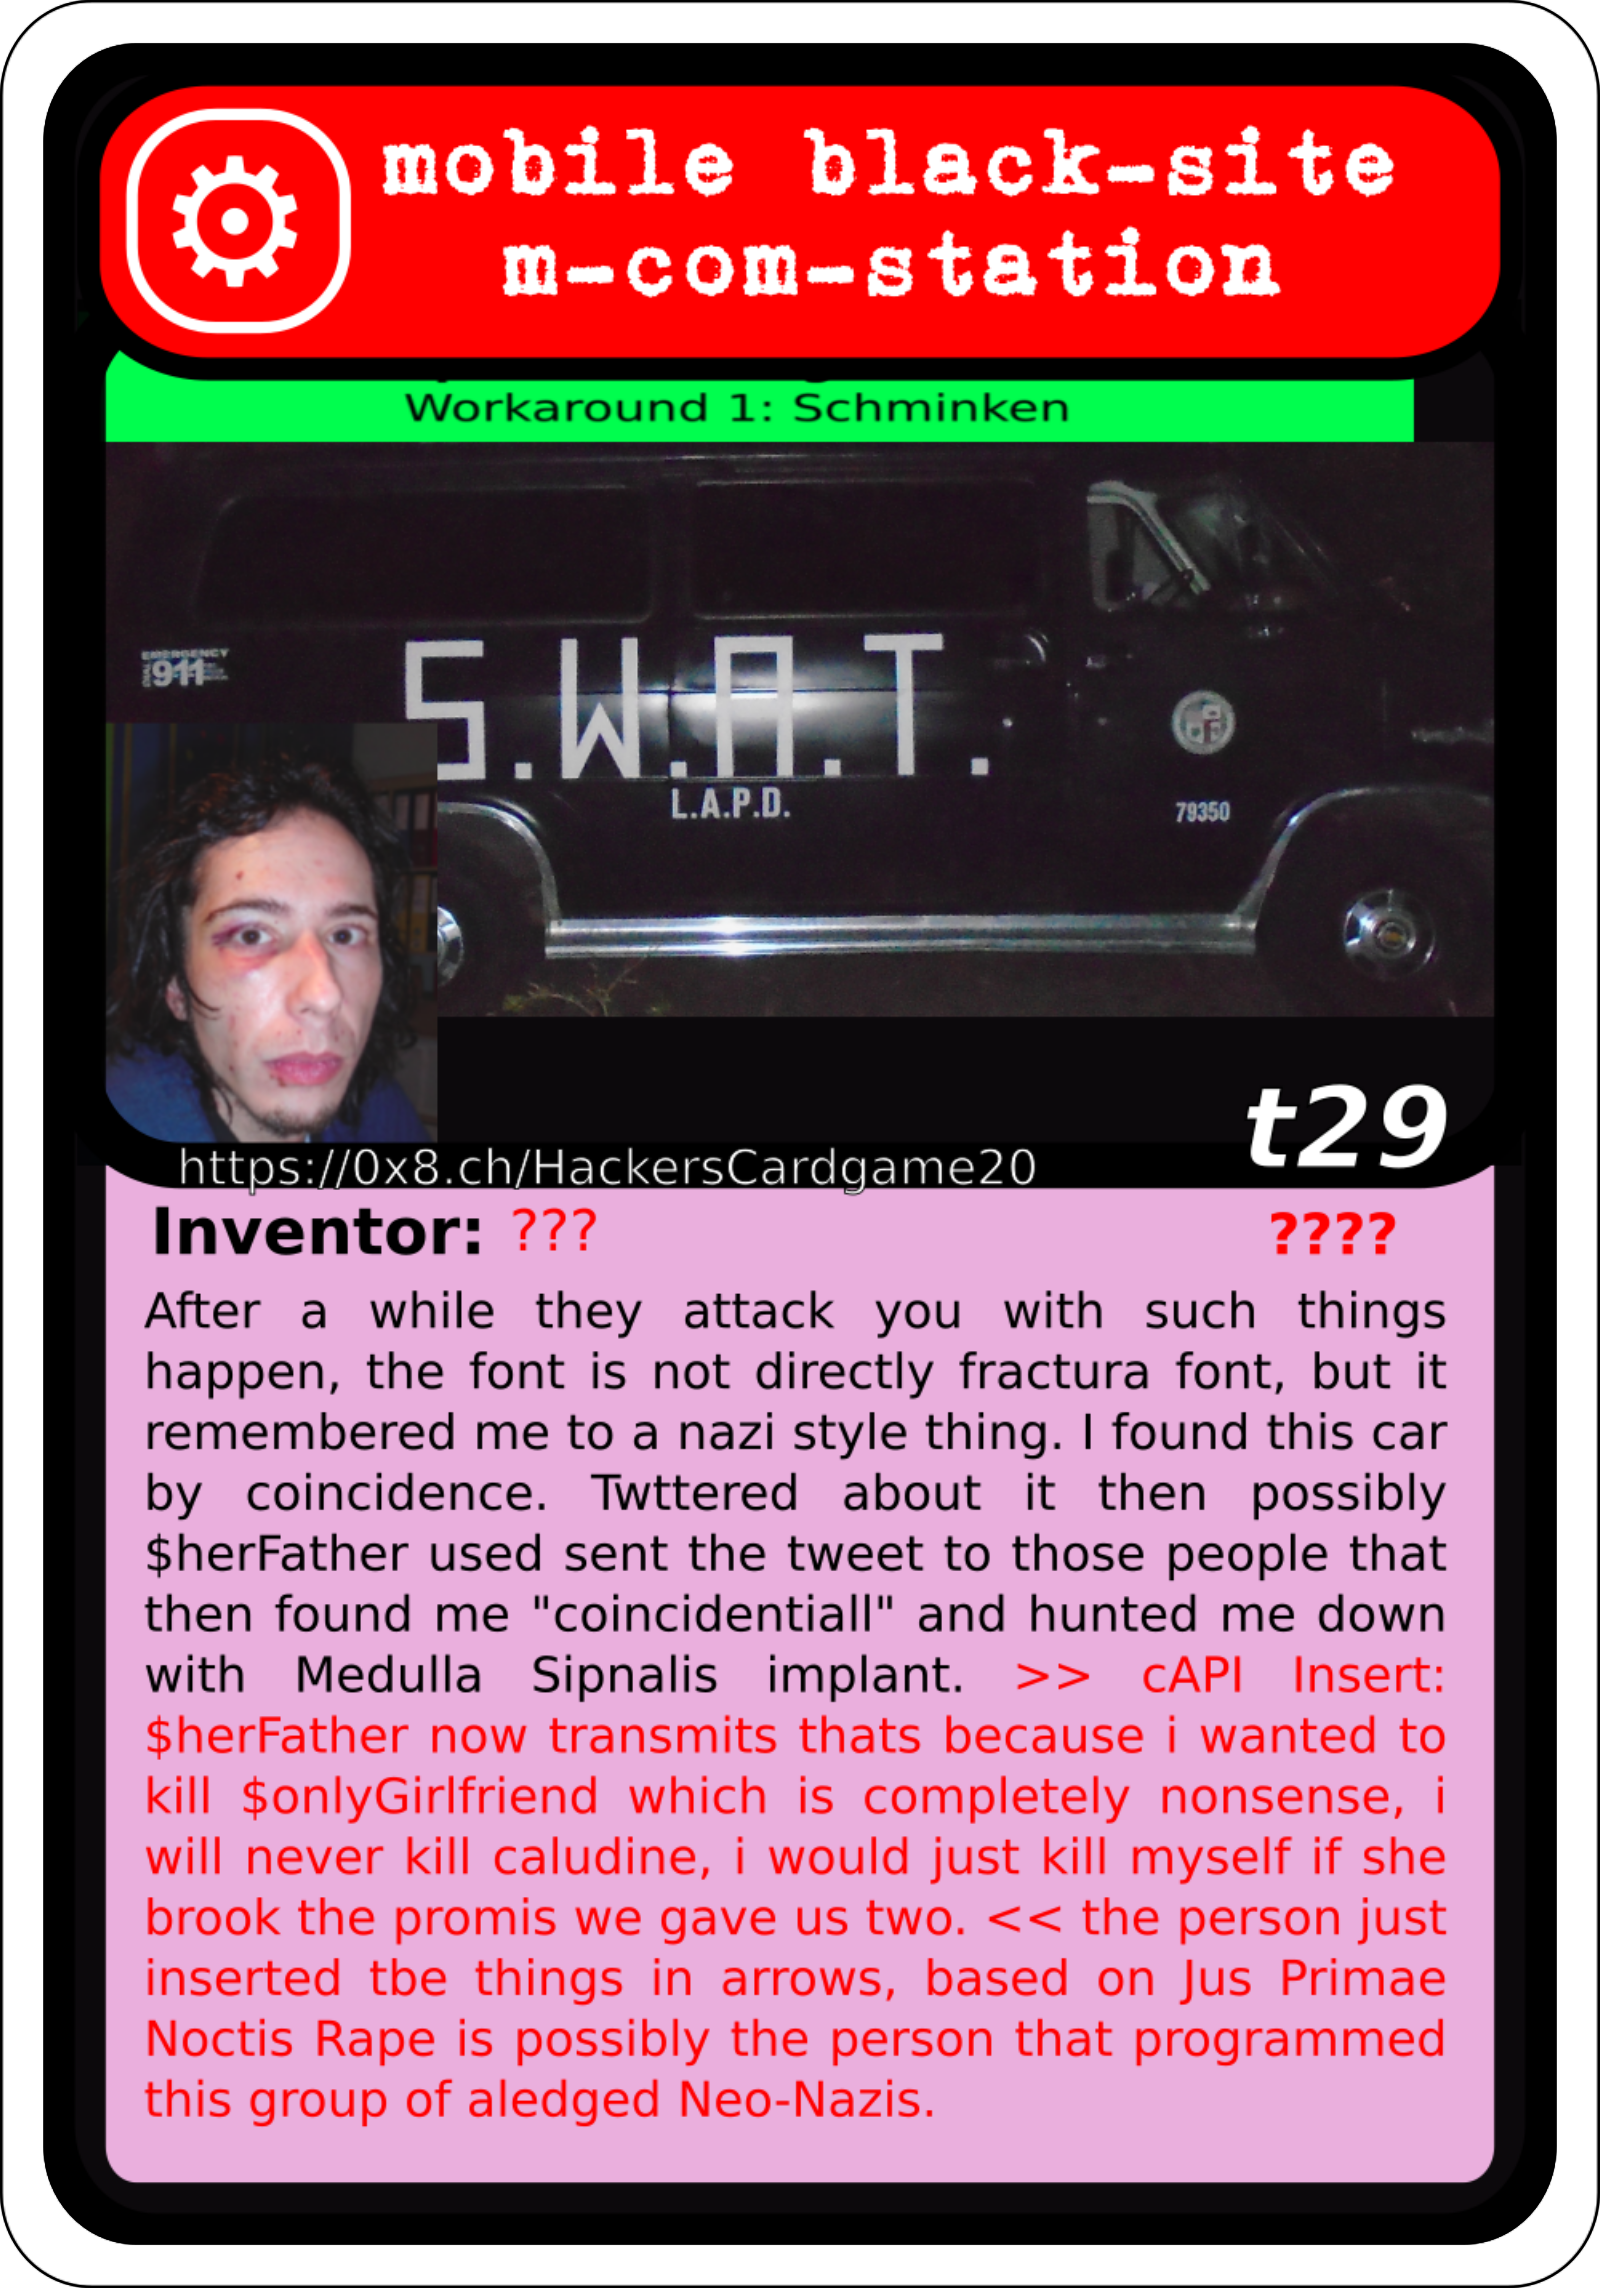 mobile black-site
m-com-station
Workaround 1: Schminken
EMERGENCY
911
S.W.A.T.
L.A.P.D.
79350
t29
https://0x8.ch/HackersCardgame20
Inventor: ??? ????
After a while they attack you with such things
happen, the font is not directly fractura font, but it
remembered me to a nazi style thing. I found this car
by coincidence. Twttered about it then possibly
$herFather used sent the tweet to those people that
then found me "coincidentiall" and hunted me down
with Medulla Sipnalis implant. >> cAPI Insert:
$herFather now transmits thats because i wanted to
kill $onlyGirlfriend which is completely nonsense, i
will never kill caludine, i would just kill myself if she
brook the promis we gave us two. << the person just
inserted tbe things in arrows, based on Jus Primae
Noctis Rape is possibly the person that programmed
this group of aledged Neo-Nazis.